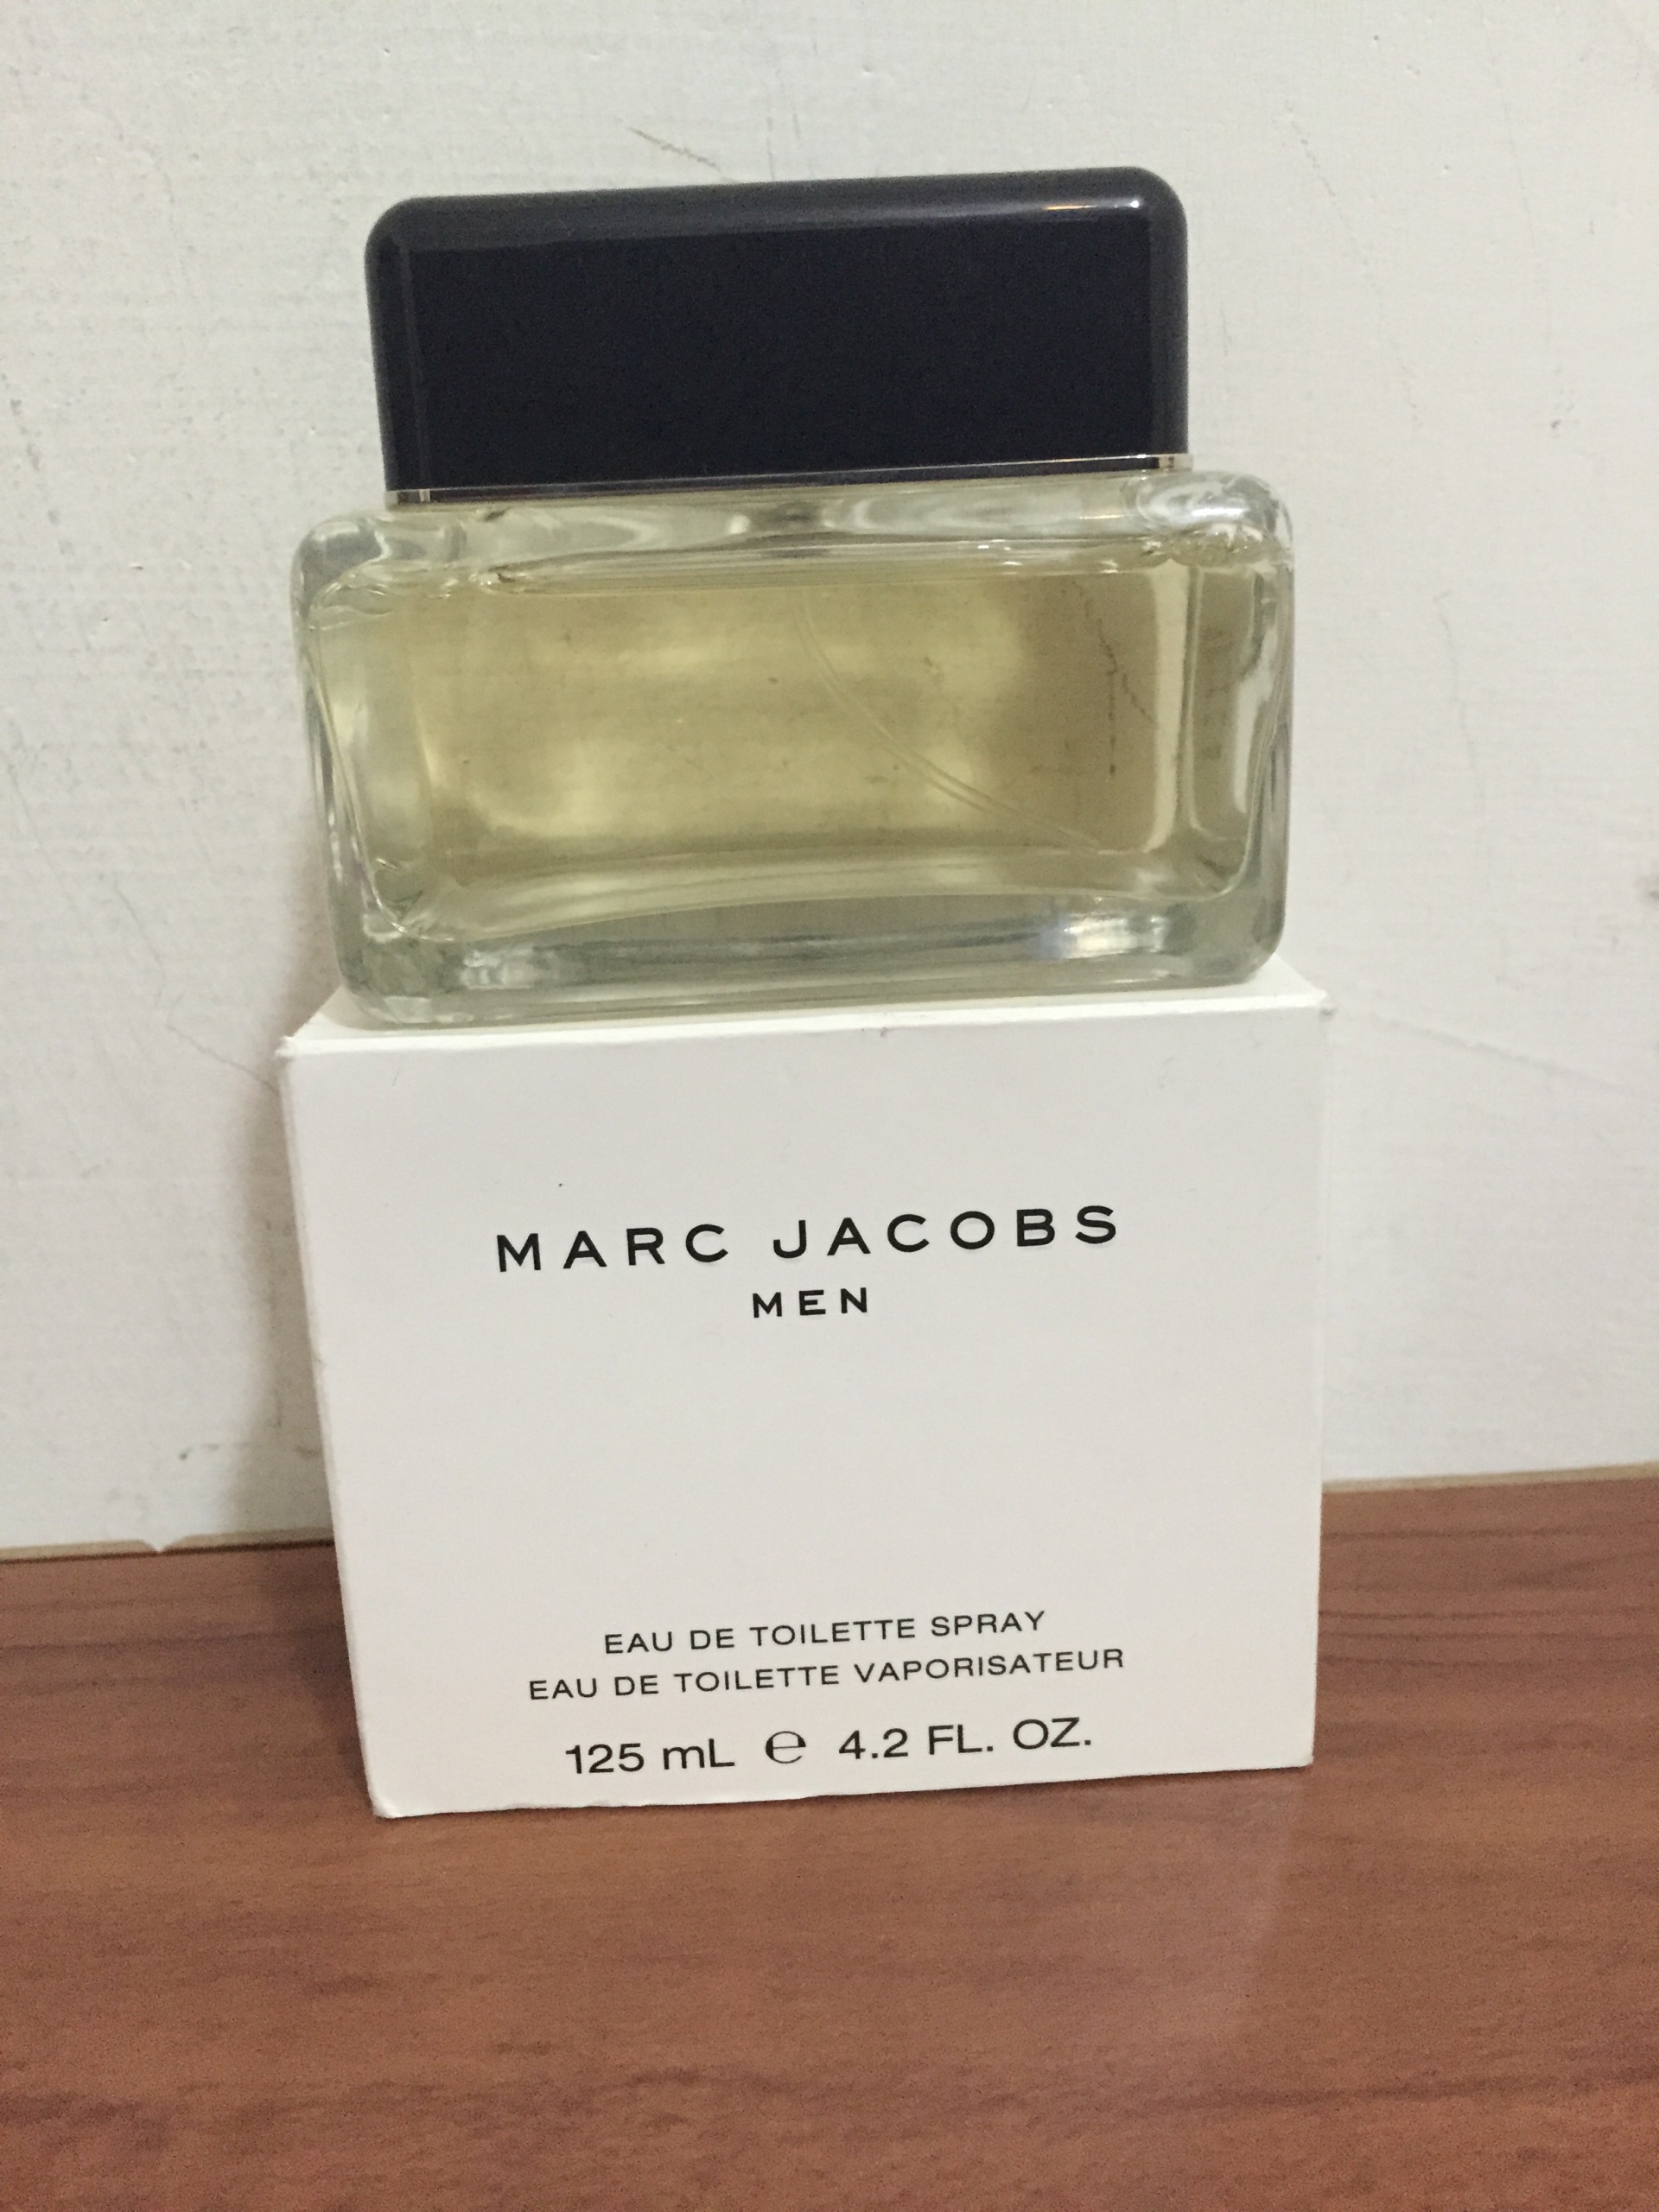 MARC JACOBS
MEN
EAU DE TOILETTE SPRAY
EAU DE TOILETTE VAPORISATEUR
125 mL ℮ 4.2 FL. OZ.